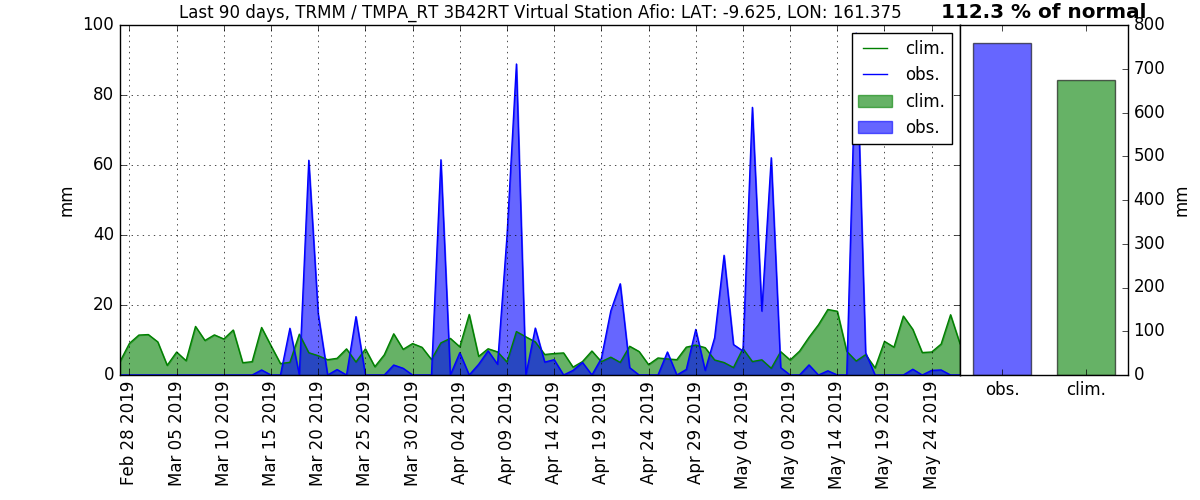 Last 90 days, TRMM / TMPA_RT 3B42RT Virtual Station Afio: LAT: -9.625, LON: 161.375
112.3 % of normal
100
80
60
40
20
0
mm
clim.
obs.
clim.
obs.
800
700
600
500
400
300
200
100
0
mm
Feb 28 2019
Mar 05 2019
Mar 10 2019
Mar 15 2019
Mar 20 2019
Mar 25 2019
Mar 30 2019
Apr 04 2019
Apr 09 2019
Apr 14 2019
Apr 19 2019
Apr 24 2019
Apr 29 2019
May 04 2019
May 09 2019
May 14 2019
May 19 2019
May 24 2019
obs.
clim.